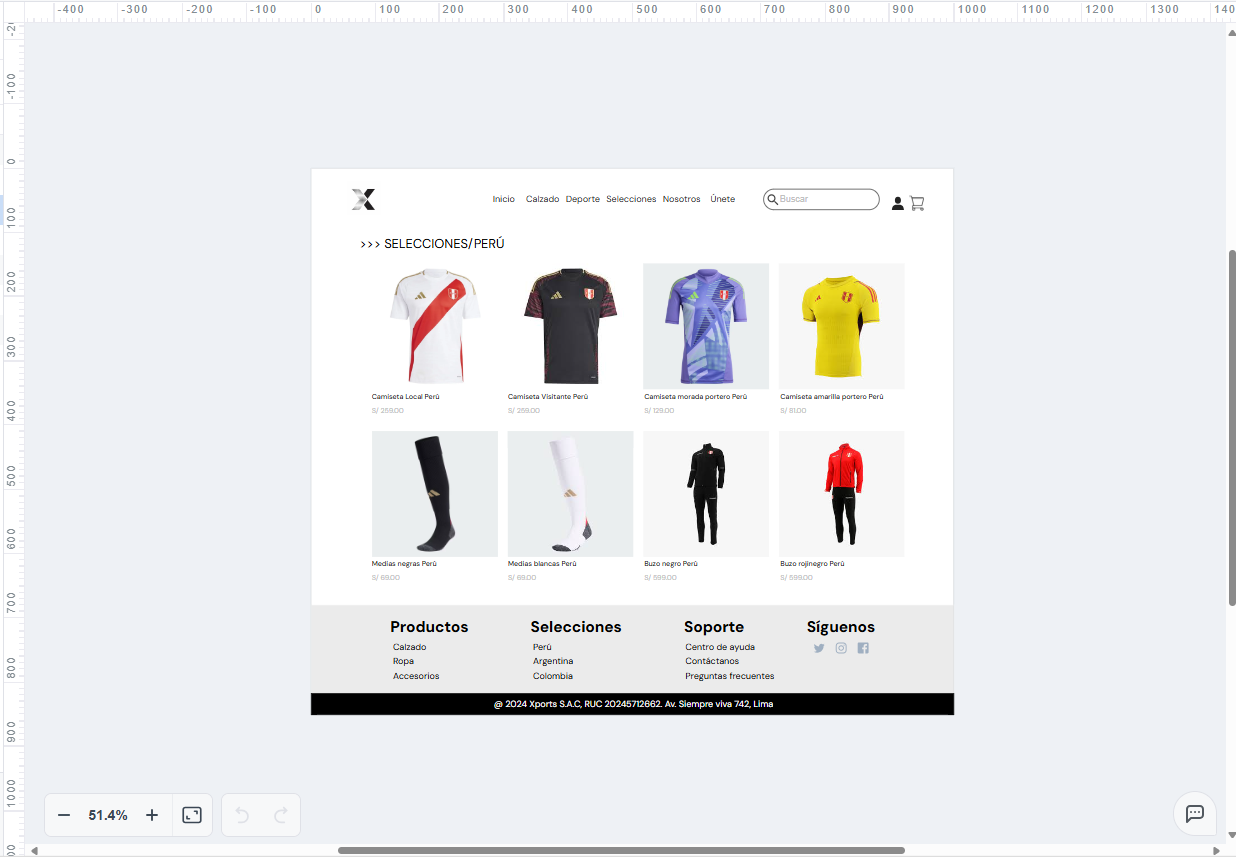 -400 -300 -200 -100 0 100 200 300 400 500 600 700 800 900 1000 1100 1200 1300 140
-100
0
100
200
300
400
500
600
700
800
900
1000
X
Inicio Calzado Deporte Selecciones Nosotros Únete
Buscar
>>> SELECCIONES/PERÚ
Camiseta Local Perú
S/ 259.00
Camiseta Visitante Perú
S/ 259.00
Camiseta morada portero Perú
S/ 129.00
Camiseta amarilla portero Perú
S/ 81.00
Medias negras Perú
S/ 69.00
Medias blancas Perú
S/ 69.00
Buzo negro Perú
S/ 599.00
Buzo rojinegro Perú
S/ 599.00
Productos
Calzado
Ropa
Accesorios
Selecciones
Perú
Argentina
Colombia
Soporte
Centro de ayuda
Contáctanos
Preguntas frecuentes
Síguenos
@ 2024 Xports S.A.C, RUC 20245712662. Av. Siempre viva 742, Lima
51.4%